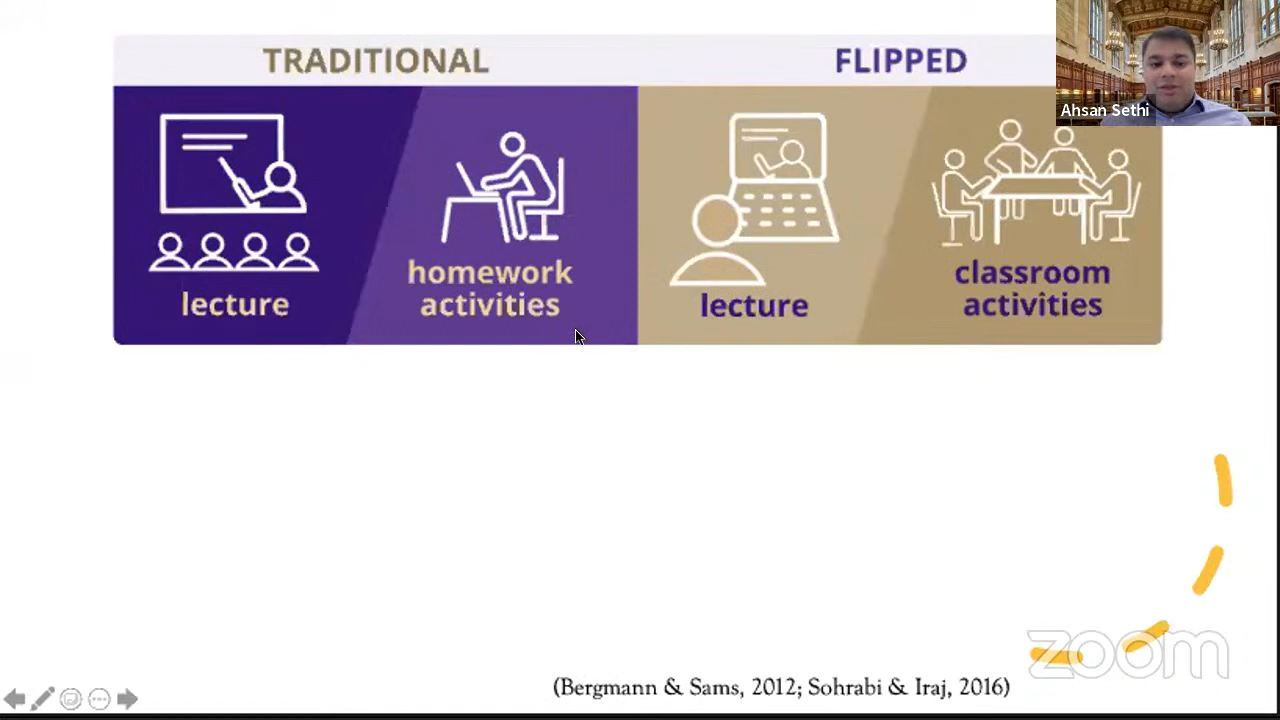 TRADITIONAL
FLIPPED
Ahsan Sethi
lecture
homework
activities
lecture
classroom
activities
zoom
(Bergmann & Sams, 2012; Sohrabi & Iraj, 2016)